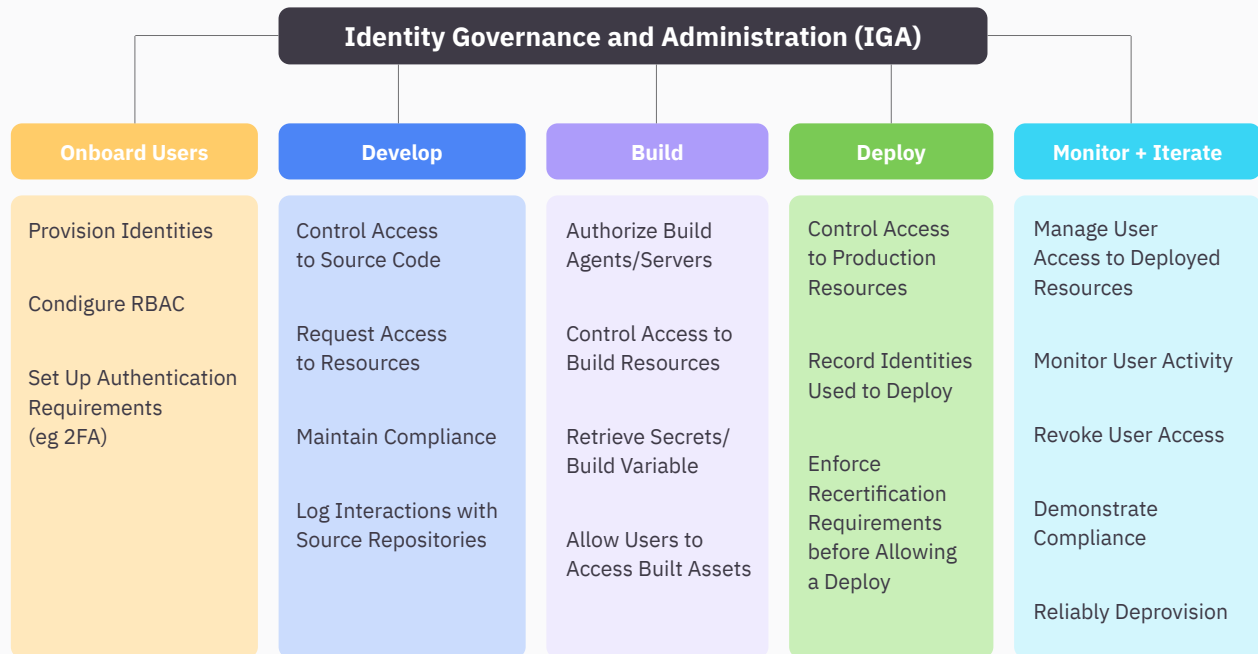 Identity Governance and Administration (IGA)
Onboard Users
Provision Identities
Condigure RBAC
Set Up Authentication
Requirements
(eg 2FA)
Develop
Control Access
to Source Code
Request Access
to Resources
Maintain Compliance
Log Interactions with
Source Repositories
Build
Authorize Build
Agents/Servers
Control Access to
Build Resources
Retrieve Secrets/
Build Variable
Allow Users to
Access Built Assets
Deploy
Control Access
to Production
Resources
Record Identities
Used to Deploy
Enforce
Recertification
Requirements
before Allowing
a Deploy
Monitor + Iterate
Manage User
Access to Deployed
Resources
Monitor User Activity
Revoke User Access
Demonstrate
Compliance
Reliably Deprovision